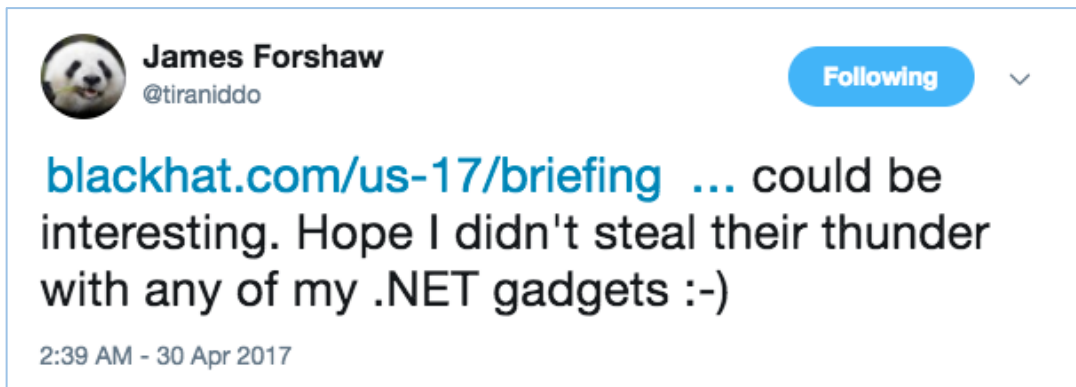 James Forshaw
@tiraniddo
Following
blackhat.com/us-17/briefing ... could be
interesting. Hope I didn't steal their thunder
with any of my .NET gadgets :-)
2:39 AM - 30 Apr 2017